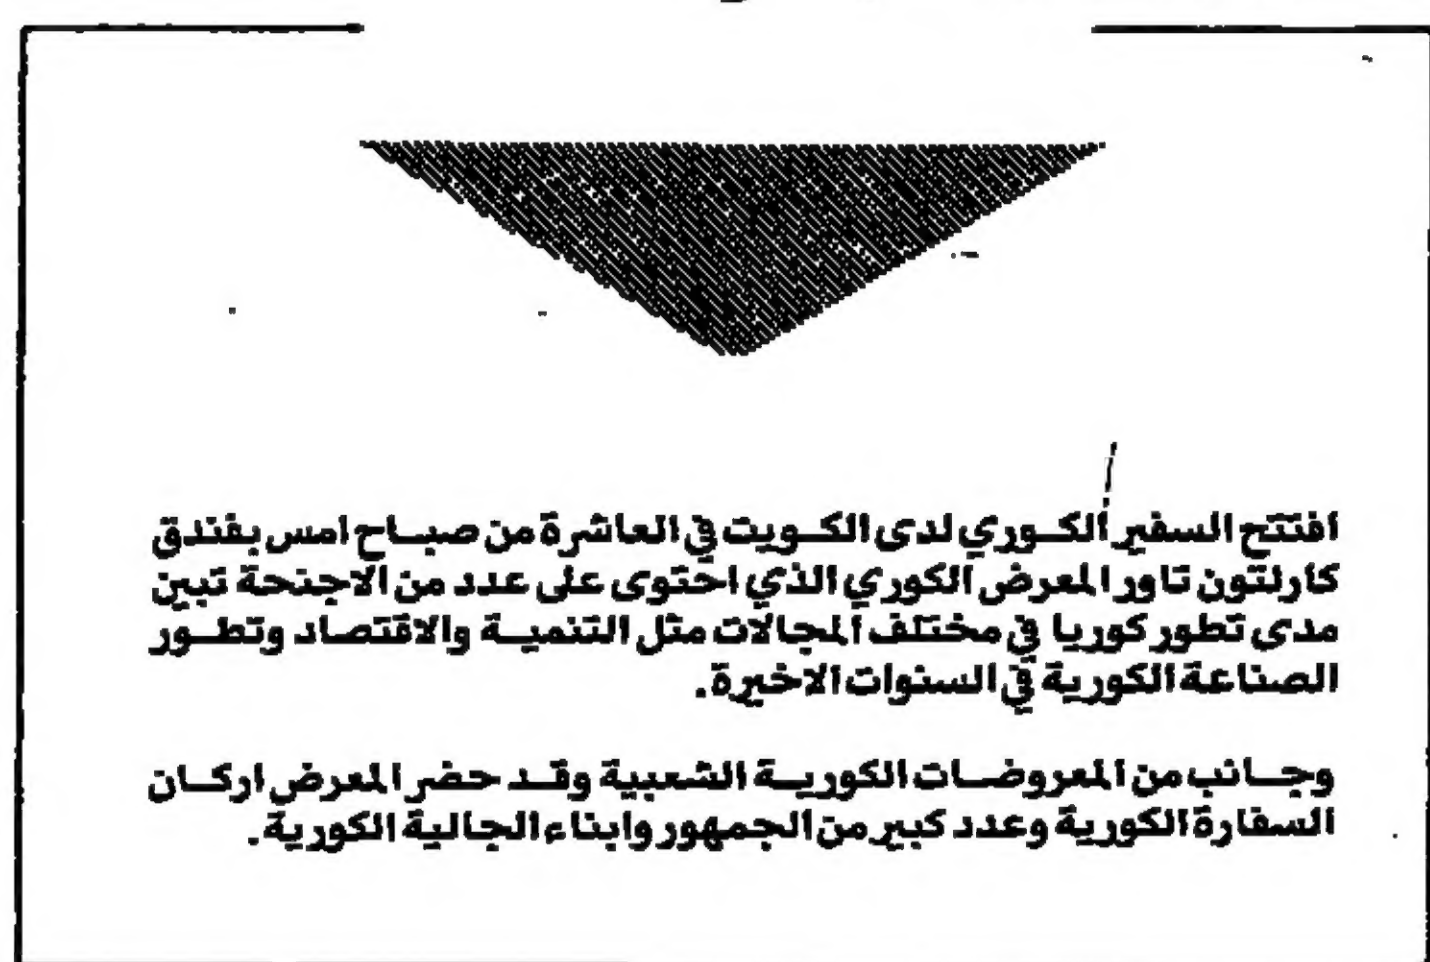 افتتح السفير الكوري لدى الكويت في العاشرة من صباح امس بفندق
كارلتون تاور المعرض الكوري الذي احتوى على عدد من الاجنحة تبين
مدى تطور كوريا في مختلف المجالات مثل التنمية والاقتصاد وتطور
الصناعة الكورية في السنوات الاخيرة.
وجانب من المعروضات الكورية الشعبية وقد حضر المعرض اركان
السفارة الكورية وعدد كبير من الجمهور وابناء الجالية الكورية.